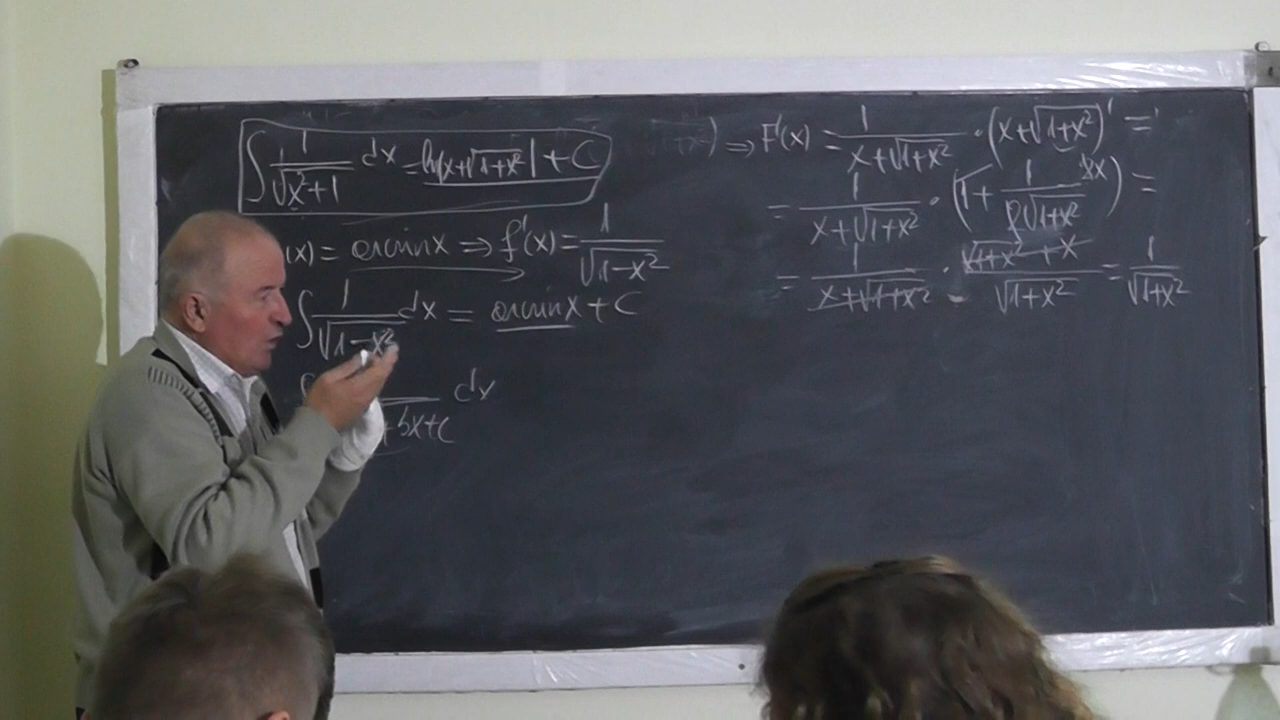 ∫ 1/√(x²+1) dx = ln|x+√(1+x²)| + C
(x) = arcsin x ⇒ f'(x) = 1/√(1-x²)
∫ 1/√(1-x²) dx = arcsin x + C
+bx+c dx
) ⇒ F'(x) = 1/(x+√(1+x²)) · (x+√(1+x²))' =
= 1/(x+√(1+x²)) · (1 + 1/(2√(1+x²)) 2x) =
= 1/(x+√(1+x²)) · (√(1+x²) + x)/√(1+x²) = 1/√(1+x²)